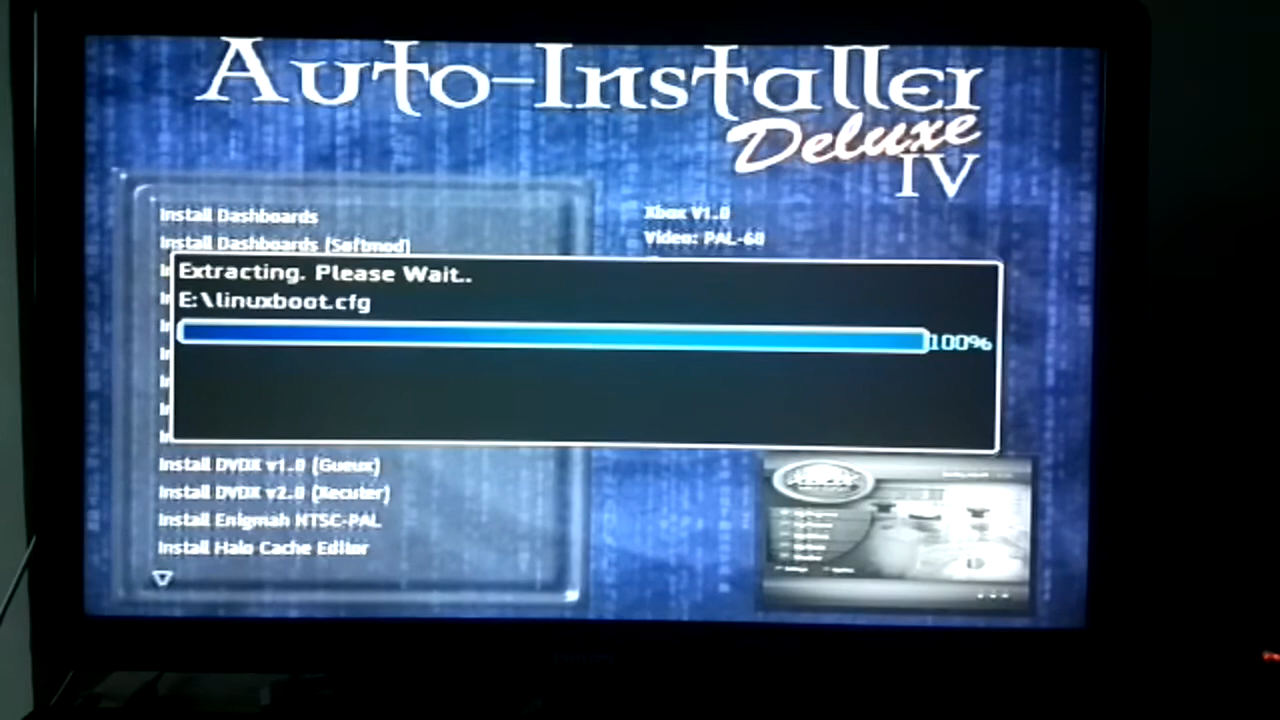 Auto-Installer
Deluxe
IV
Install Dashboards
Install Dashboards (Softmod)
Xbox V1.0
Video: PAL-60
Extracting. Please Wait..
E:\linuxboot.cfg
100%
Install DVDX v1.0 (Gueux)
Install DVDX v2.0 (Xecuter)
Install Enigmah NTSC-PAL
Install Halo Cache Editor